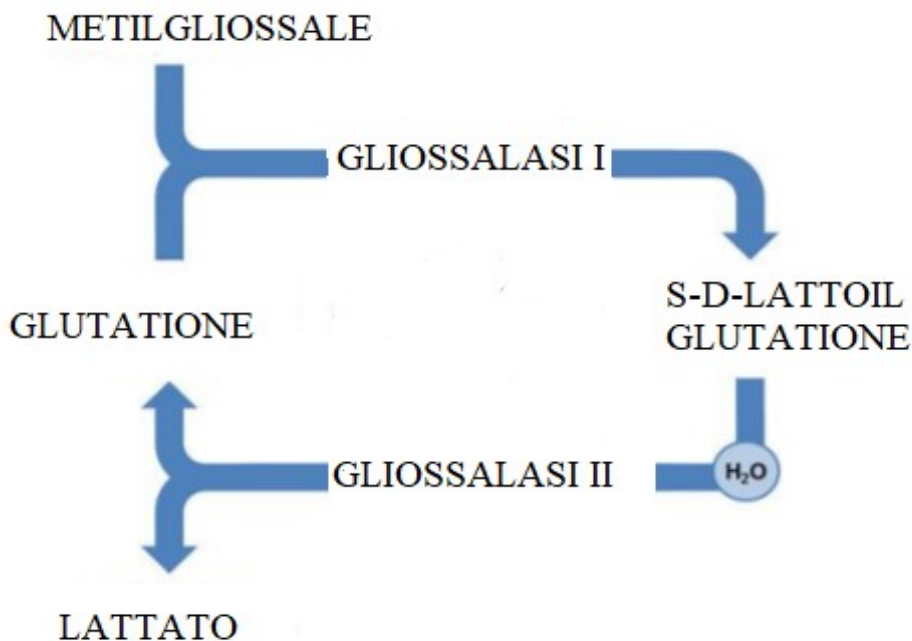 METILGLIOSSALE
GLIOSSALASI I
GLUTATIONE
S-D-LATTOIL
GLUTATIONE
GLIOSSALASI II
H₂O
LATTATO